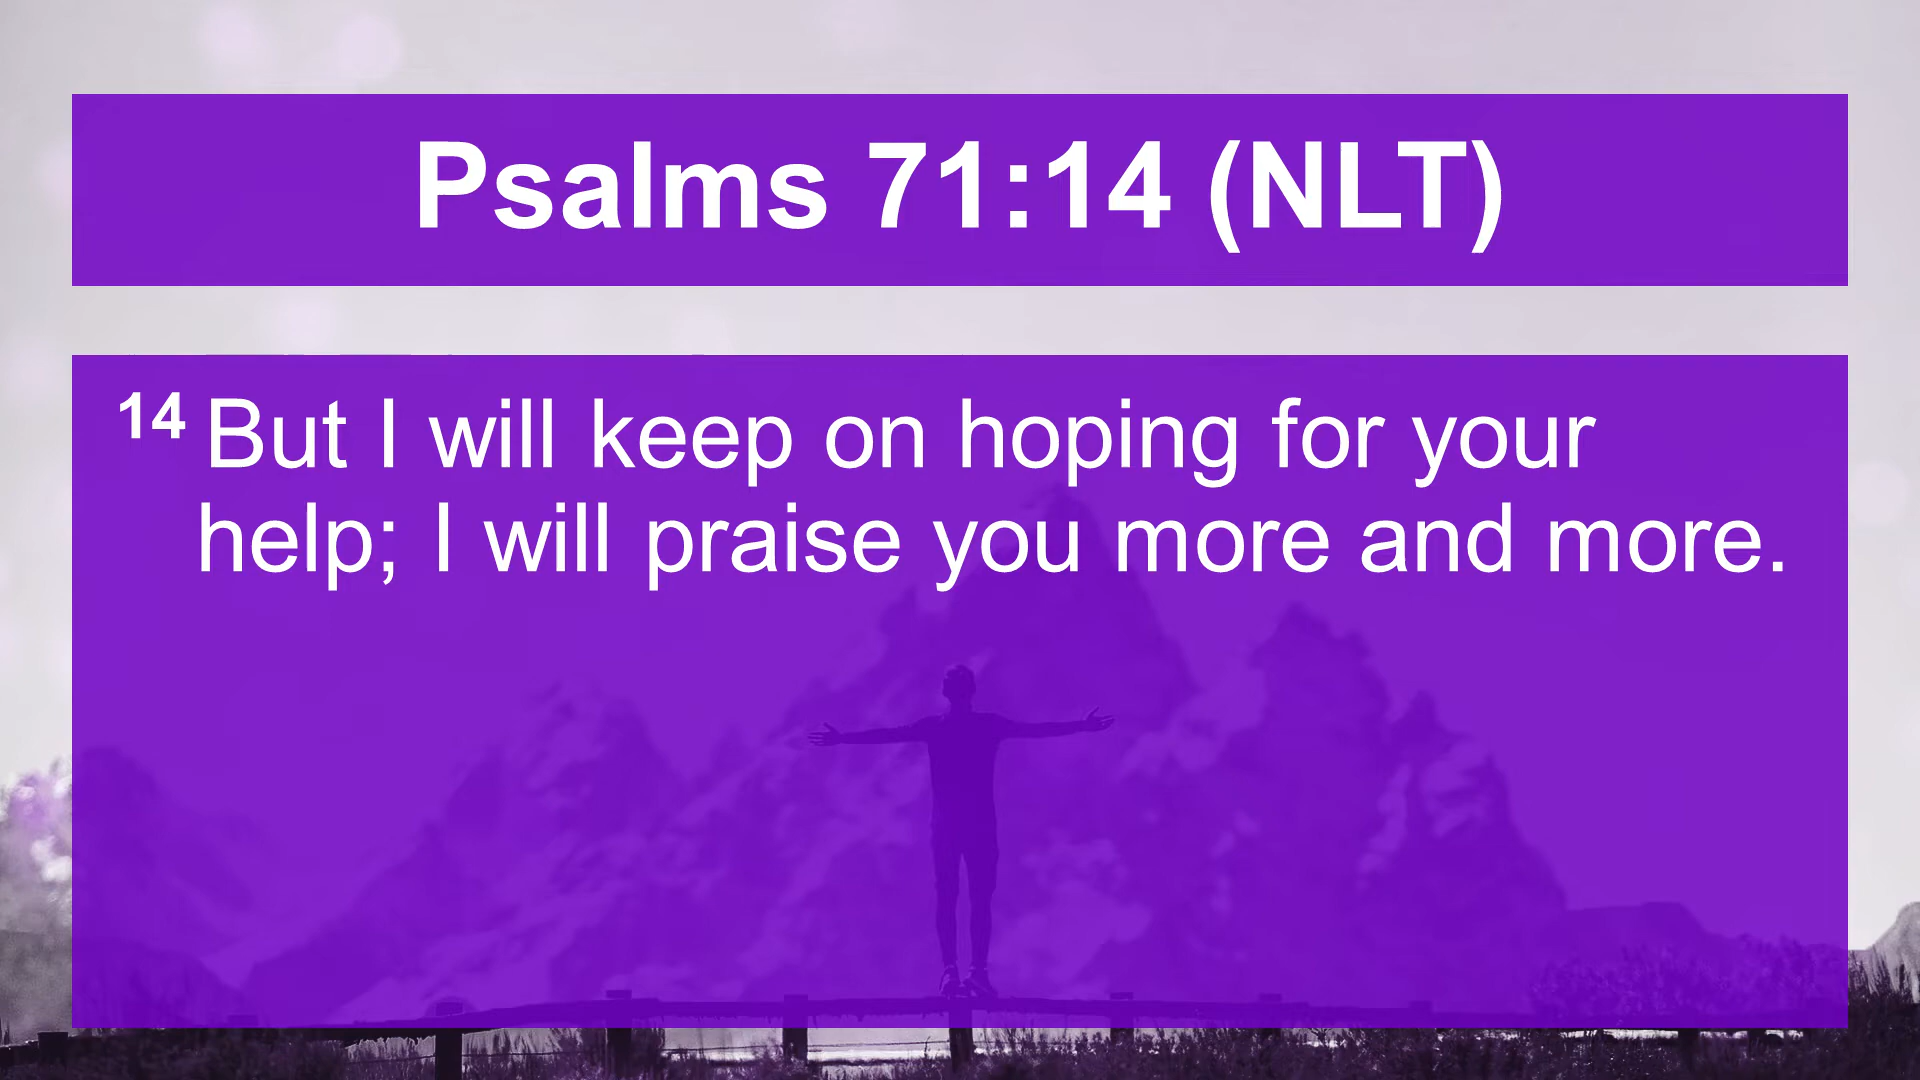 Psalms 71:14 (NLT)
14 But I will keep on hoping for your
help; I will praise you more and more.